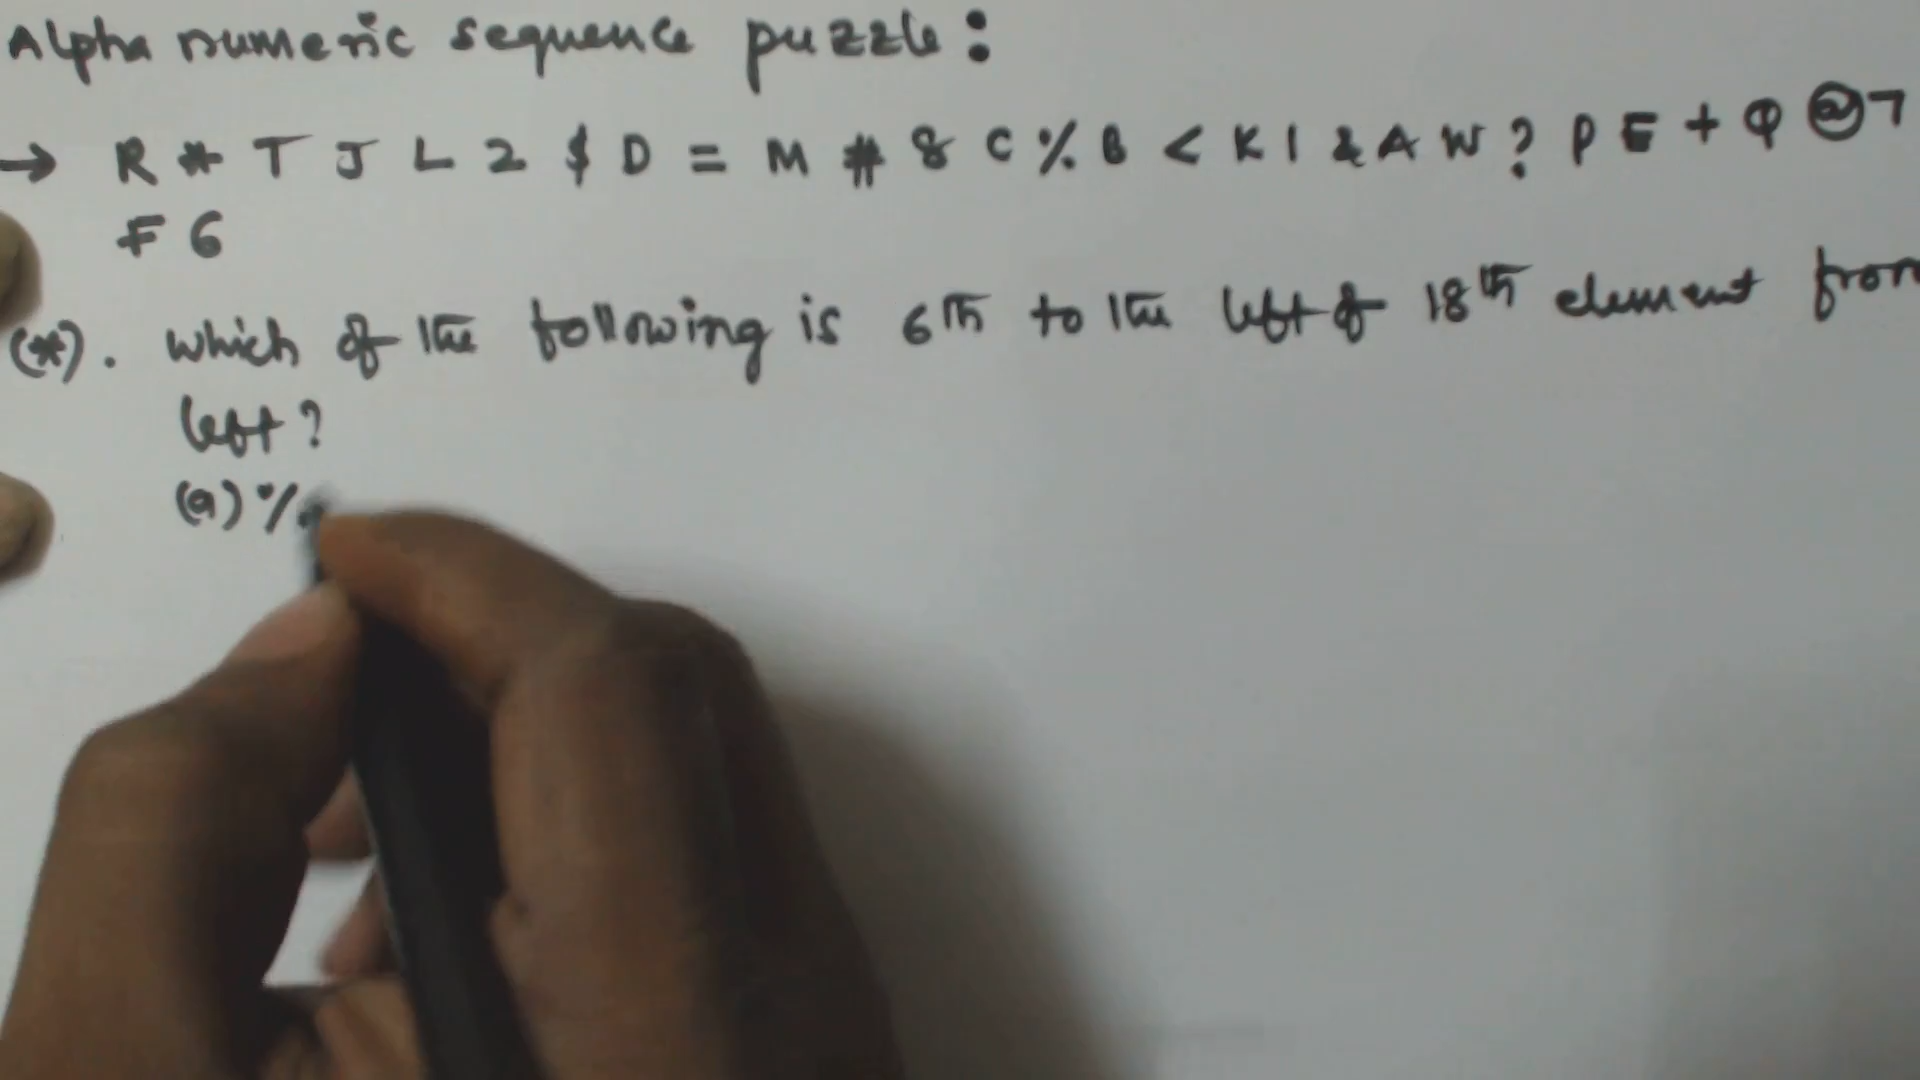 Alpha numeric sequence puzzle :
→ R * T J L 2 $ D = M # 8 C % B < K 1 & A W ? P E + Q @ 7
F 6
(*). which of the following is 6th to the left of 18th element from
left ?
(a) %